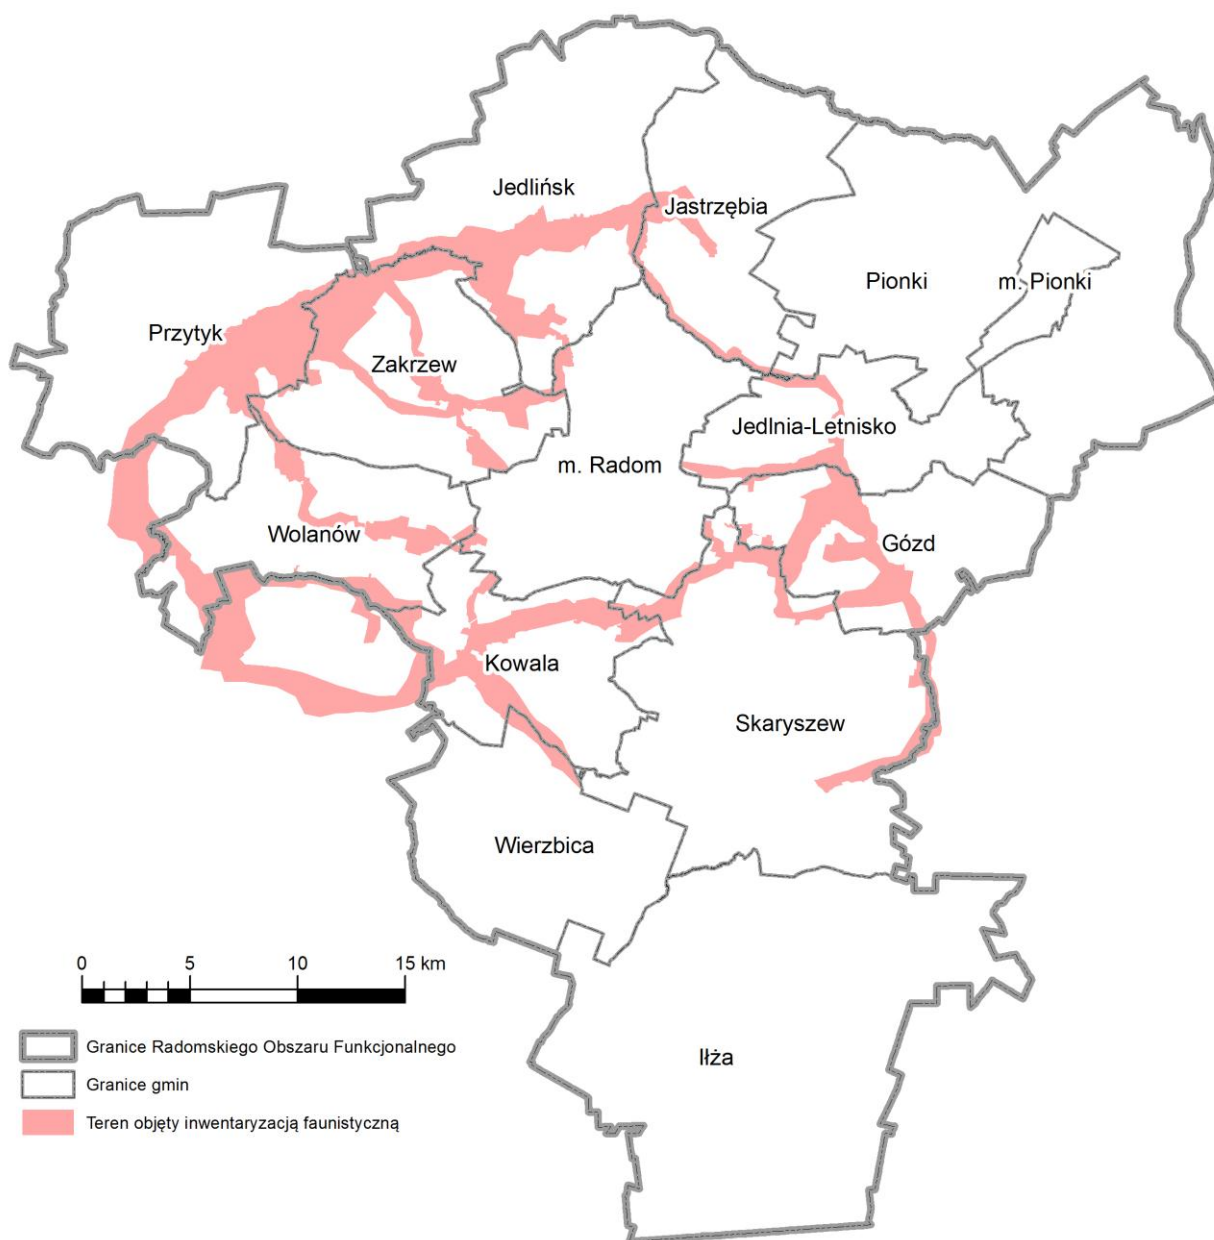 Jedlińsk
Jastrzębia
Pionki
m. Pionki
Przytyk
Zakrzew
Jedlnia-Letnisko
m. Radom
Wolanów
Gózd
Kowala
Skaryszew
Wierzbica
0 5 10 15 km
Granice Radomskiego Obszaru Funkcjonalnego
Iłża
Granice gmin
Teren objęty inwentaryzacją faunistyczną